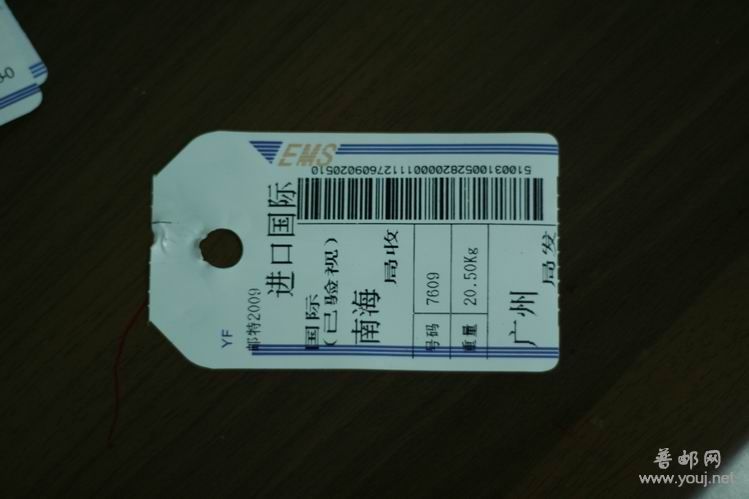 EMS
进口国际
邮特2009
YF
国际
(已验视)
南海 局收
号码 7609
重量 20.50Kg
广州 局发
普邮网
www.youj.net